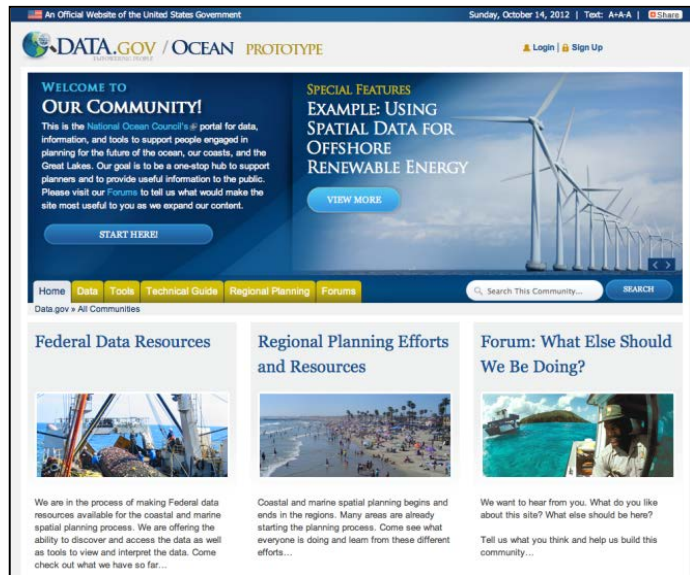 An Official Website of the United States Government
Sunday, October 14, 2012 | Text: A+A-A | Share
DATA.GOV / OCEAN PROTOTYPE
EMPOWERING PEOPLE
Login | Sign Up
WELCOME TO
OUR COMMUNITY!
This is the National Ocean Council's portal for data,
information, and tools to support people engaged in
planning for the future of the ocean, our coasts, and the
Great Lakes. Our goal is to be a one-stop hub to support
planners and to provide useful information to the public.
Please visit our Forums to tell us what would make the
site most useful to you as we expand our content.
START HERE!
SPECIAL FEATURES
EXAMPLE: USING
SPATIAL DATA FOR
OFFSHORE
RENEWABLE ENERGY
VIEW MORE
Home Data Tools Technical Guide Regional Planning Forums
Search This Community... SEARCH
Data.gov » All Communities
Federal Data Resources
We are in the process of making Federal data
resources available for the coastal and marine
spatial planning process. We are offering the
ability to discover and access the data as well
as tools to view and interpret the data. Come
check out what we have so far...
Regional Planning Efforts
and Resources
Coastal and marine spatial planning begins and
ends in the regions. Many areas are already
starting the planning process. Come see what
everyone is doing and learn from these different
efforts...
Forum: What Else Should
We Be Doing?
We want to hear from you. What do you like
about this site? What else should be here?
Tell us what you think and help us build this
community...